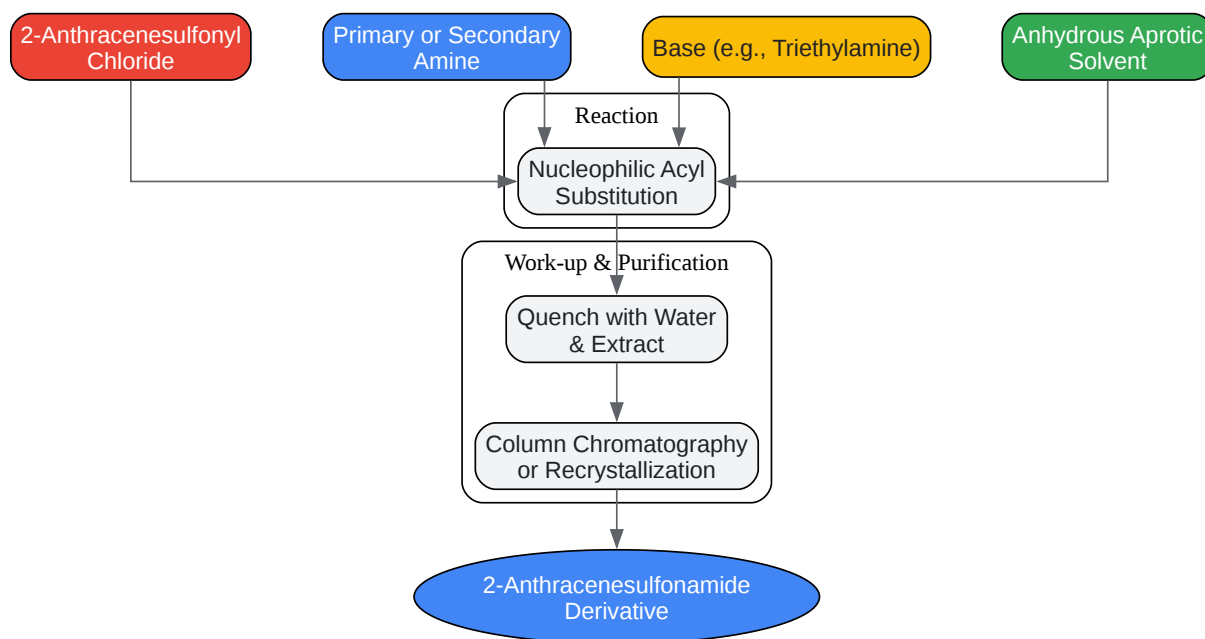 2-Anthracenesulfonyl
Chloride
Primary or Secondary
Amine
Base (e.g., Triethylamine)
Anhydrous Aprotic
Solvent
Reaction
Nucleophilic Acyl
Substitution
Work-up & Purification
Quench with Water
& Extract
Column Chromatography
or Recrystallization
2-Anthracenesulfonamide
Derivative